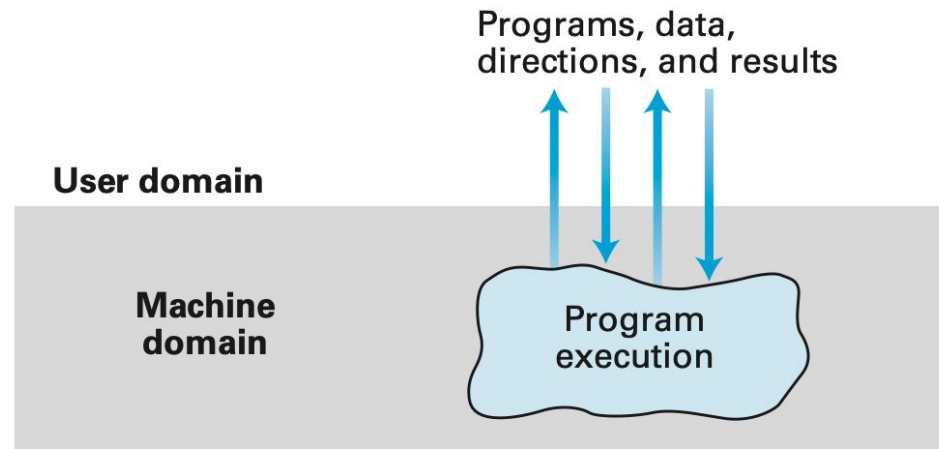 Programs, data,
directions, and results
User domain
Machine
domain
Program
execution